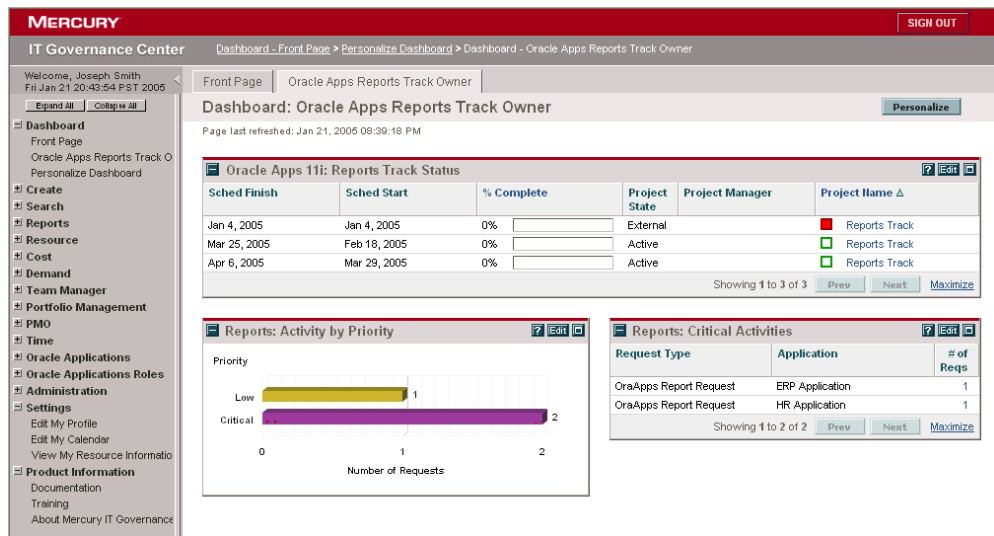 MERCURY
SIGN OUT
IT Governance Center
Dashboard - Front Page > Personalize Dashboard > Dashboard - Oracle Apps Reports Track Owner
Welcome, Joseph Smith
Fri Jan 21 20:43:54 PST 2005
Expand All Collapse All
Dashboard
Front Page
Oracle Apps Reports Track O
Personalize Dashboard
Create
Search
Reports
Resource
Cost
Demand
Team Manager
Portfolio Management
PMO
Time
Oracle Applications
Oracle Applications Roles
Administration
Settings
Edit My Profile
Edit My Calendar
View My Resource Informatio
Product Information
Documentation
Training
About Mercury IT Governance
Front Page Oracle Apps Reports Track Owner
Dashboard: Oracle Apps Reports Track Owner
Personalize
Page last refreshed: Jan 21, 2005 08:39:18 PM
Oracle Apps 11i: Reports Track Status ? Edit
Sched Finish Sched Start % Complete Project State Project Manager Project Name
Jan 4, 2005 Jan 4, 2005 0% External Reports Track
Mar 25, 2005 Feb 18, 2005 0% Active Reports Track
Apr 6, 2005 Mar 29, 2005 0% Active Reports Track
Showing 1 to 3 of 3 Prev Next Maximize
Reports: Activity by Priority ? Edit
Priority
Low 1
Critical 2
0 1 2
Number of Requests
Reports: Critical Activities ? Edit
Request Type Application # of Reqs
OraApps Report Request ERP Application 1
OraApps Report Request HR Application 1
Showing 1 to 2 of 2 Prev Next Maximize